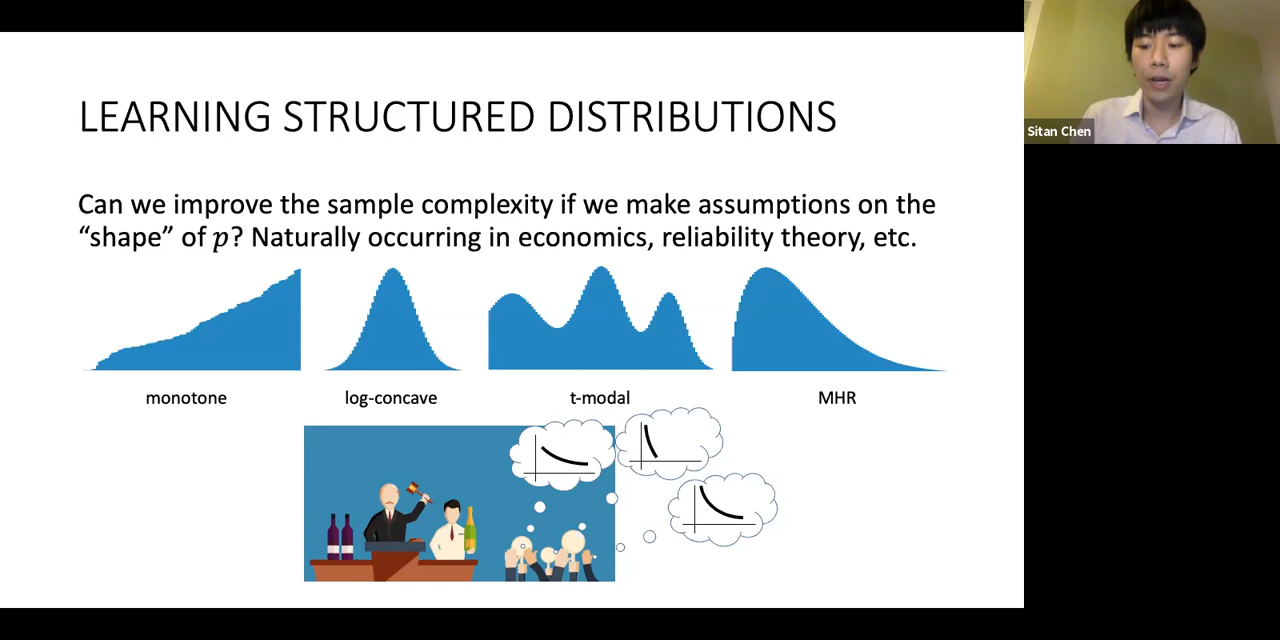 LEARNING STRUCTURED DISTRIBUTIONS
Can we improve the sample complexity if we make assumptions on the
“shape” of p? Naturally occurring in economics, reliability theory, etc.
monotone
log-concave
t-modal
MHR
Sitan Chen